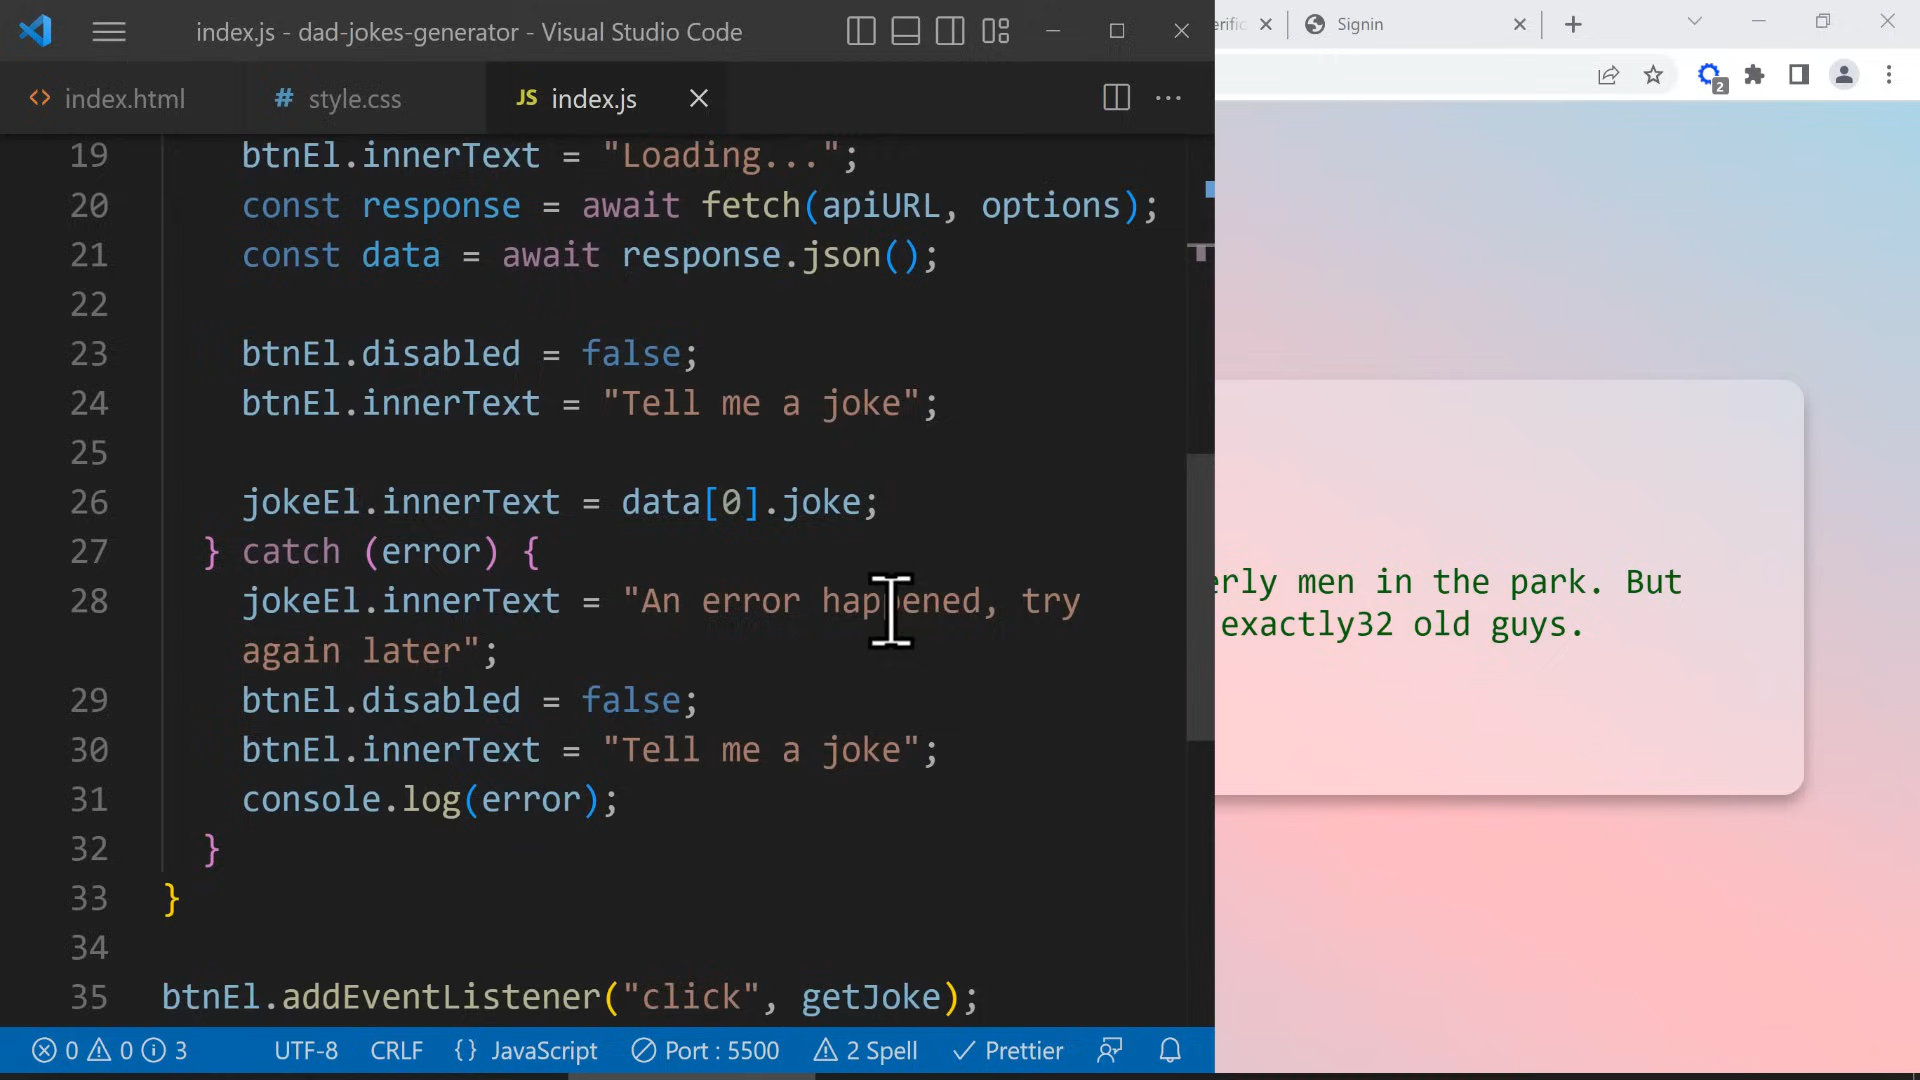 index.js - dad-jokes-generator - Visual Studio Code
index.html
# style.css
JS index.js
19 btnEl.innerText = "Loading...";
20 const response = await fetch(apiURL, options);
21 const data = await response.json();
22
23 btnEl.disabled = false;
24 btnEl.innerText = "Tell me a joke";
25
26 jokeEl.innerText = data[0].joke;
27 } catch (error) {
28 jokeEl.innerText = "An error happened, try
again later";
29 btnEl.disabled = false;
30 btnEl.innerText = "Tell me a joke";
31 console.log(error);
32 }
33 }
34
35 btnEl.addEventListener("click", getJoke);
0 0 3 UTF-8 CRLF {} JavaScript Port : 5500 2 Spell Prettier
Signin
2
erly men in the park. But
exactly32 old guys.